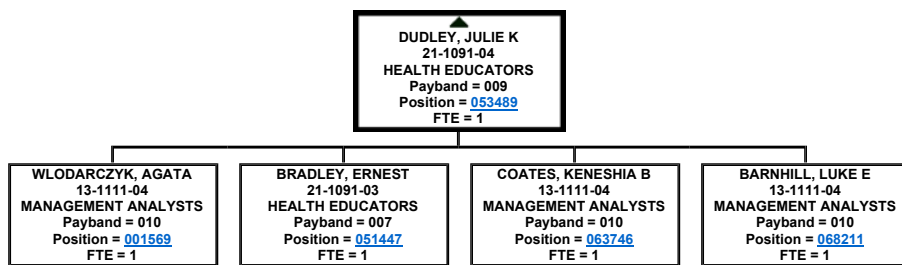 DUDLEY, JULIE K
21-1091-04
HEALTH EDUCATORS
Payband = 009
Position = 053489
FTE = 1
WLODARCZYK, AGATA
13-1111-04
MANAGEMENT ANALYSTS
Payband = 010
Position = 001569
FTE = 1
BRADLEY, ERNEST
21-1091-03
HEALTH EDUCATORS
Payband = 007
Position = 051447
FTE = 1
COATES, KENESHIA B
13-1111-04
MANAGEMENT ANALYSTS
Payband = 010
Position = 063746
FTE = 1
BARNHILL, LUKE E
13-1111-04
MANAGEMENT ANALYSTS
Payband = 010
Position = 068211
FTE = 1